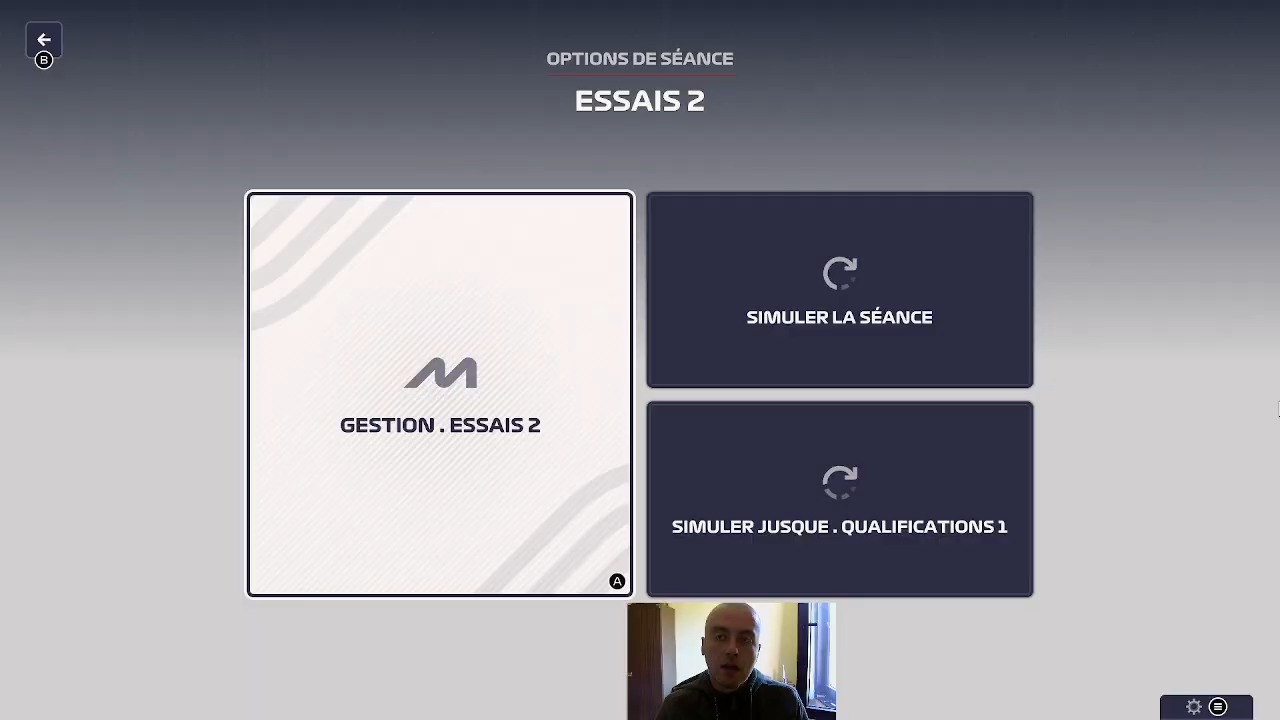 B
OPTIONS DE SÉANCE
ESSAIS 2
GESTION . ESSAIS 2
A
SIMULER LA SÉANCE
SIMULER JUSQUE . QUALIFICATIONS 1